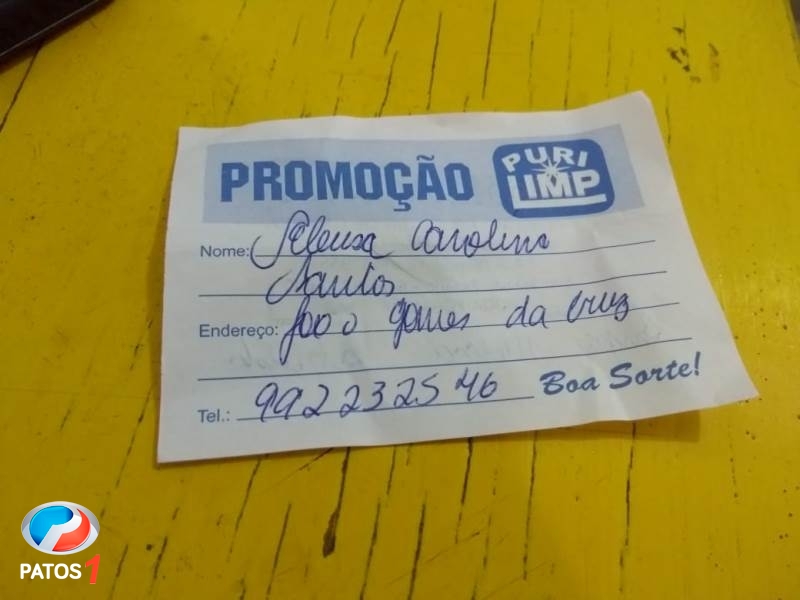 PROMOÇÃO
PURI LIMP
Nome: Carolina
Santos
Endereço: João Gomes da Cruz
Tel.: 992232546 Boa Sorte!
PATOS 1